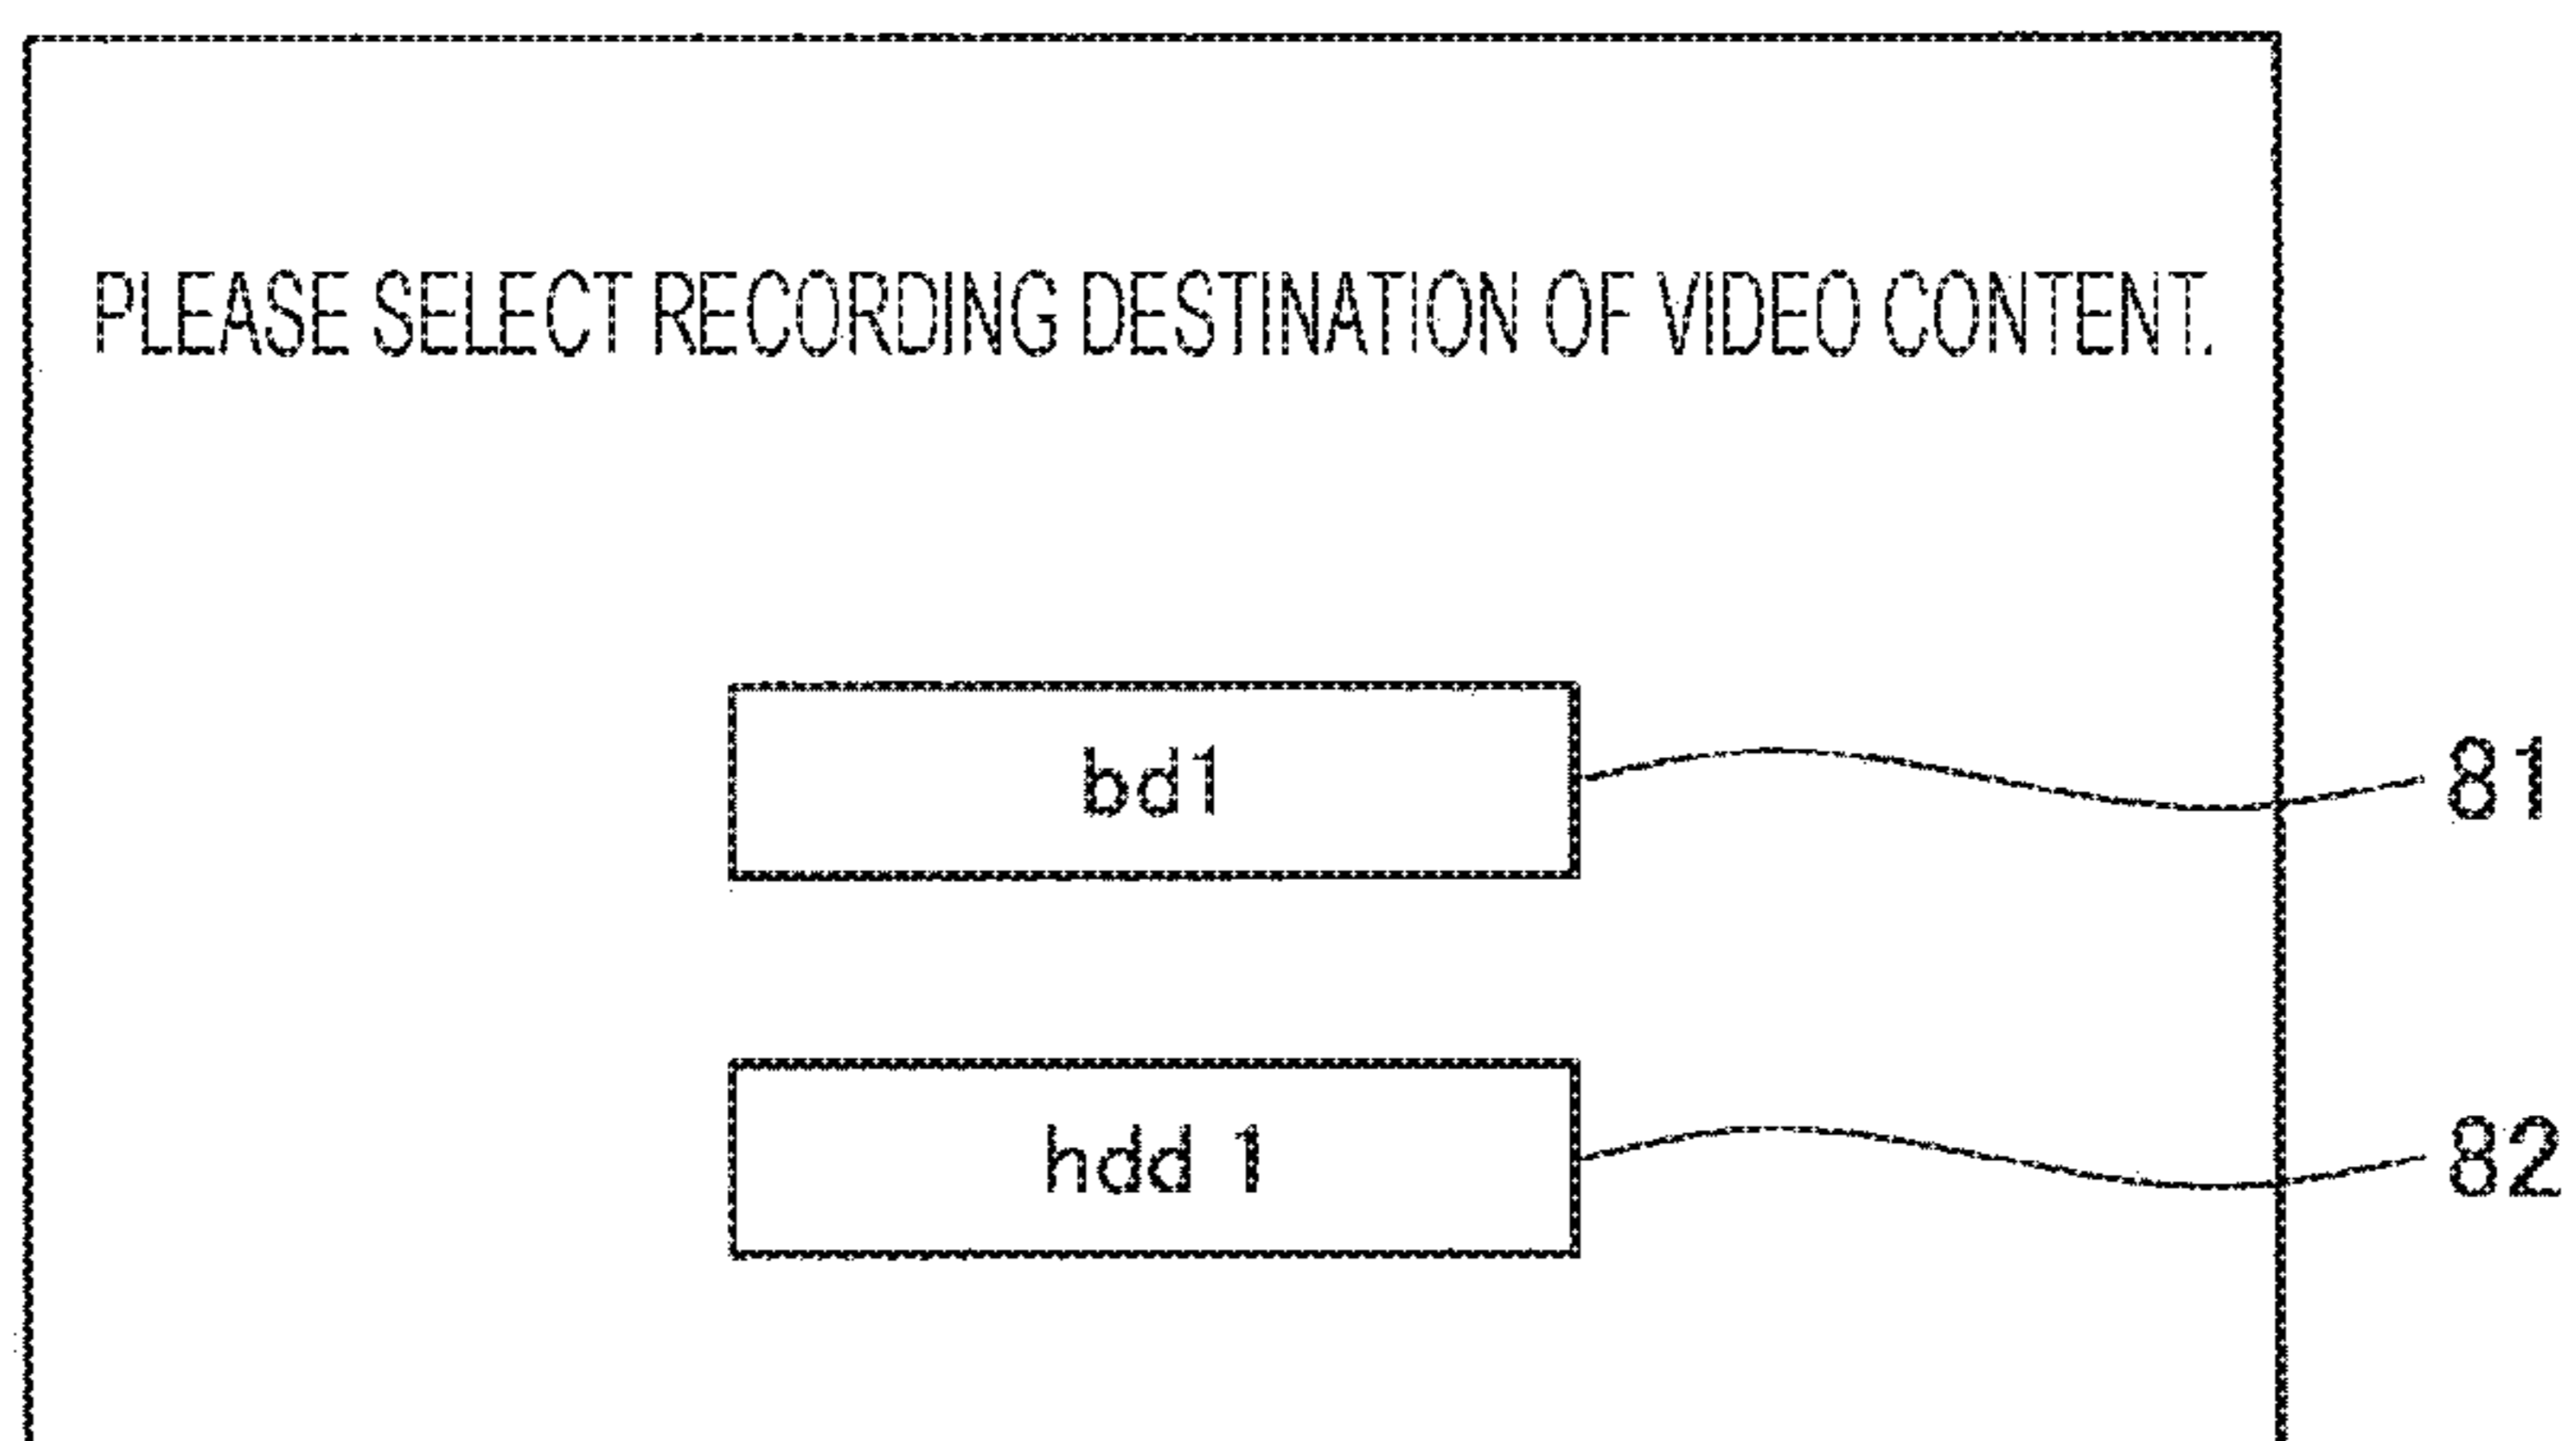 PLEASE SELECT RECORDING DESTINATION OF VIDEO CONTENT.
bd1
81
hdd 1
82